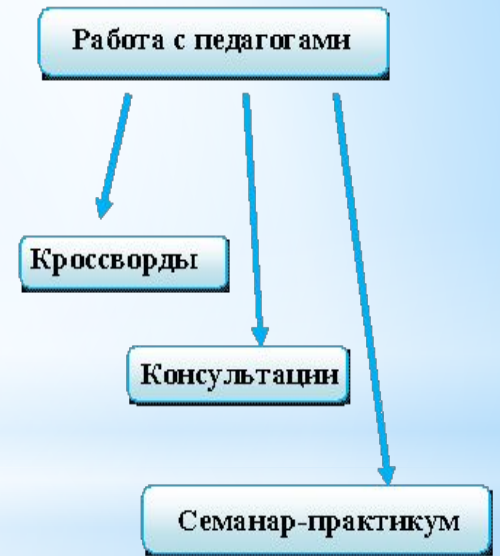 Работа с педагогами
Кроссворды
Консультации
Семанар-практикум